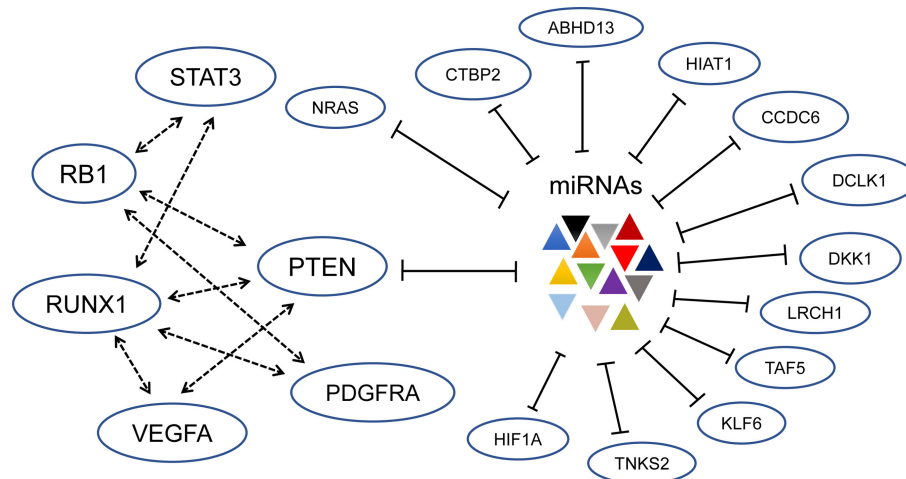 ABHD13
STAT3
CTBP2
HIAT1
NRAS
CCDC6
RB1
miRNAs
DCLK1
PTEN
DKK1
RUNX1
LRCH1
TAF5
PDGFRA
KLF6
VEGFA
HIF1A
TNKS2